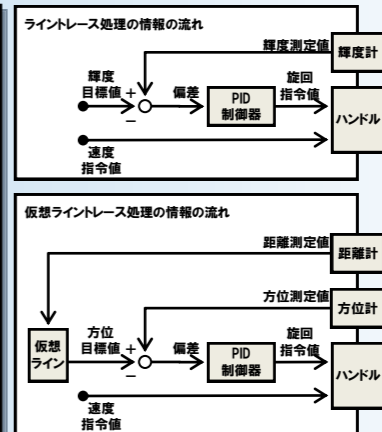 ライントレース処理の情報の流れ
輝度測定値
輝度計
輝度
目標値
+
−
偏差
PID
制御器
旋回
指令値
ハンドル
速度
指令値
仮想ライントレース処理の情報の流れ
距離測定値
距離計
方位測定値
方位計
仮想
ライン
方位
目標値
+
−
偏差
PID
制御器
旋回
指令値
ハンドル
速度
指令値